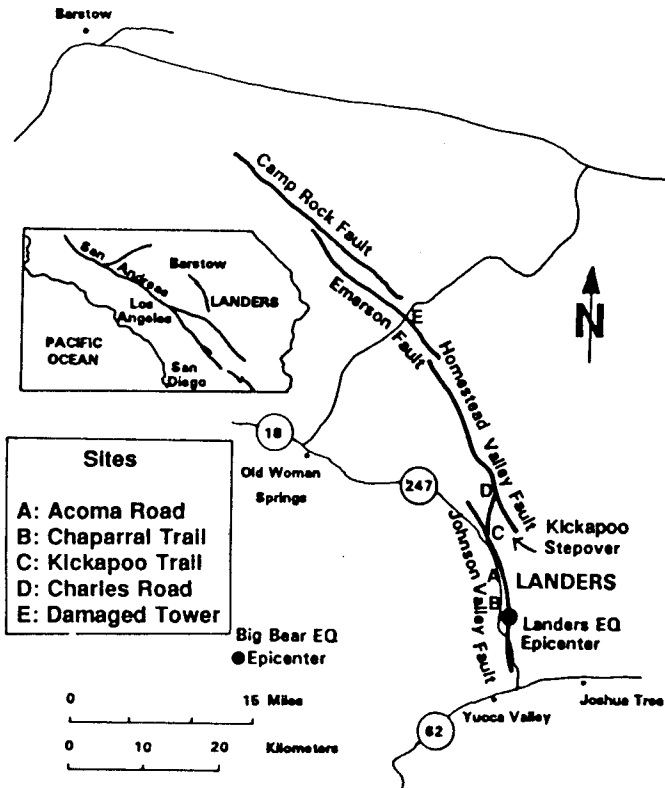 Barstow
Camp Rock Fault
Emerson Fault
E
Homestead Valley Fault
San Andreas
Barstow
LANDERS
Los
Angeles
PACIFIC
OCEAN
San
Diego
N
18
Old Woman
Springs
247
D
C
Kickapoo
Stepover
Johnson Valley Fault
A
LANDERS
B
Landers EQ
Epicenter
Sites
A: Acoma Road
B: Chaparral Trail
C: Kickapoo Trail
D: Charles Road
E: Damaged Tower
Big Bear EQ
Epicenter
0 15 Miles
0 10 20 Kilometers
Yucca Valley
Joshua Tree
62